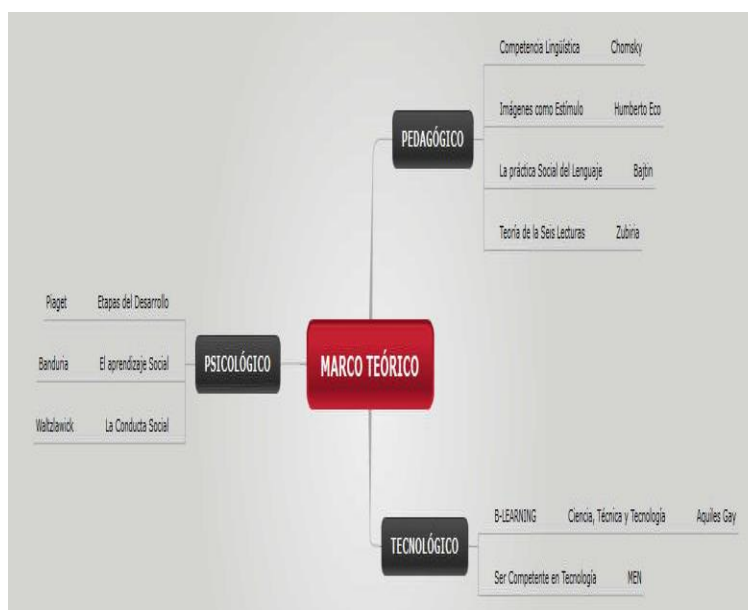 Competencia Lingüística Chomsky
Imágenes como Estímulo Humberto Eco
PEDAGÓGICO
La práctica Social del Lenguaje Bajtin
Teoría de la Seis Lecturas Zubiria
Piaget Etapas del Desarrollo
PSICOLÓGICO
Banduria El aprendizaje Social
Waltzlawick La Conducta Social
MARCO TEÓRICO
B-LEARNING Ciencia, Técnica y Tecnología Aquiles Gay
TECNOLÓGICO
Ser Competente en Tecnología MEN